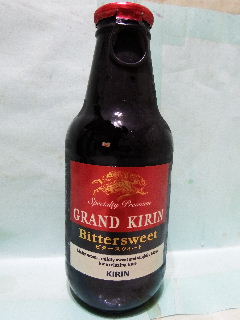 Specialty Premium
GRAND KIRIN
Bittersweet
ビタースウィート
KIRIN